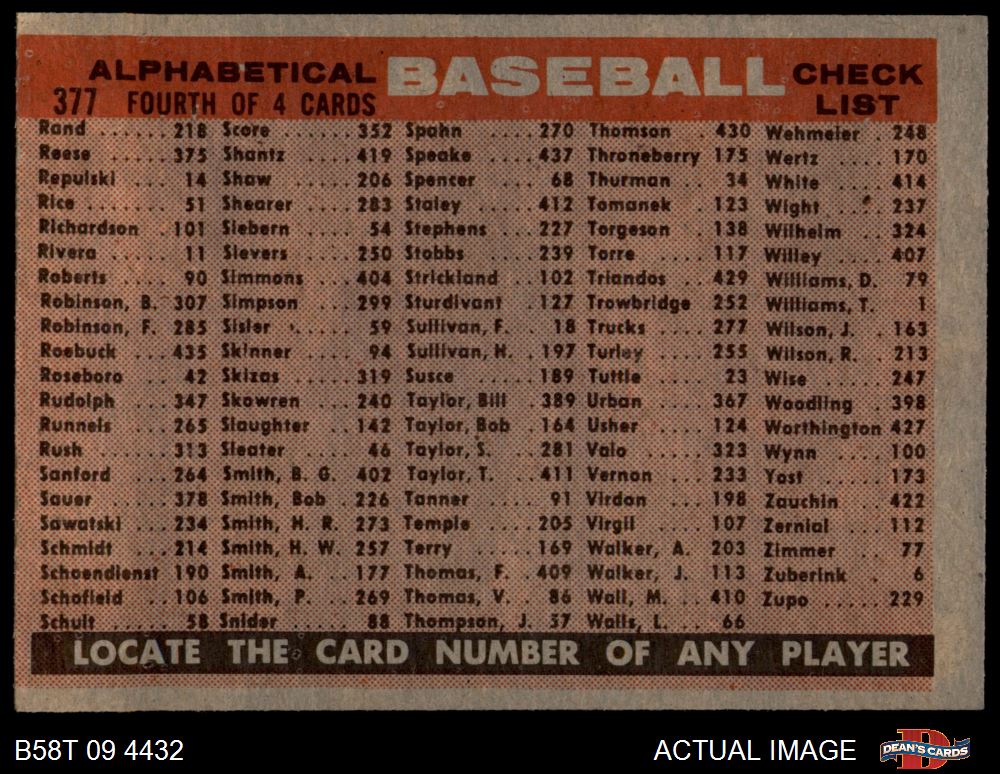 ALPHABETICAL BASEBALL CHECK LIST
377 FOURTH OF 4 CARDS
Rand ...... 218 Score ...... 352 Spahn .... 270 Thomson . 430 Wehmeier . 248
Reese ..... 375 Shantz .... 419 Speake .... 437 Throneberry 175 Wertz .... 170
Repulski ... 14 Shaw ..... 206 Spencer ... 68 Thurman .. 34 White .... 414
Rice ....... 51 Shearer ... 283 Staley .... 412 Tomanek . 123 Wight .... 237
Richardson . 101 Siebern .... 54 Stephens ... 227 Torgeson . 138 Wilhelm .. 324
Rivera ..... 11 Sievers .... 250 Stobbs .... 239 Torre .... 117 Willey .... 407
Roberts .... 90 Simmons ... 404 Strickland . 102 Triandos . 429 Williams, D. 79
Robinson, B. 307 Simpson ... 299 Sturdivant . 127 Trowbridge 252 Williams, T. 1
Robinson, F. 285 Sisler ..... 59 Sullivan, F. . 18 Trucks .... 277 Wilson, J. . 163
Roebuck ... 435 Skinner .... 94 Sullivan, H. . 197 Turley .... 255 Wilson, R. . 213
Roseboro .. 42 Skizas .... 319 Susce ..... 189 Tuttle .... 23 Wise ..... 247
Rudolph ... 347 Skowren ... 240 Taylor, Bill . 389 Urban .... 367 Woodling . 398
Runnels ... 265 Slaughter .. 142 Taylor, Bob . 164 Usher .... 124 Worthington 427
Rush ...... 313 Sleater .... 46 Taylor, S. .. 281 Valo ..... 323 Wynn .... 100
Sanford ... 264 Smith, B. G. 402 Taylor, T. .. 411 Vernon ... 233 Yost ..... 173
Sauer ..... 378 Smith, Bob . 226 Tanner .... 91 Virdon ... 198 Zauchin .. 422
Sawatski ... 234 Smith, H. R. 273 Temple .... 205 Virgil .... 107 Zernial ... 112
Schmidt ... 214 Smith, H. W. 257 Terry ..... 169 Walker, A. 203 Zimmer ... 77
Schoendienst 190 Smith, A. .. 177 Thomas, F. . 409 Walker, J. 113 Zuberink . 6
Schofield .. 106 Smith, P. .. 269 Thomas, V. . 86 Wall, M. . 410 Zupo ..... 229
Schult .... 58 Snider ..... 88 Thompson, J. 57 Walls, L. .. 66
LOCATE THE CARD NUMBER OF ANY PLAYER
B58T 09 4432 ACTUAL IMAGE DEAN'S CARDS